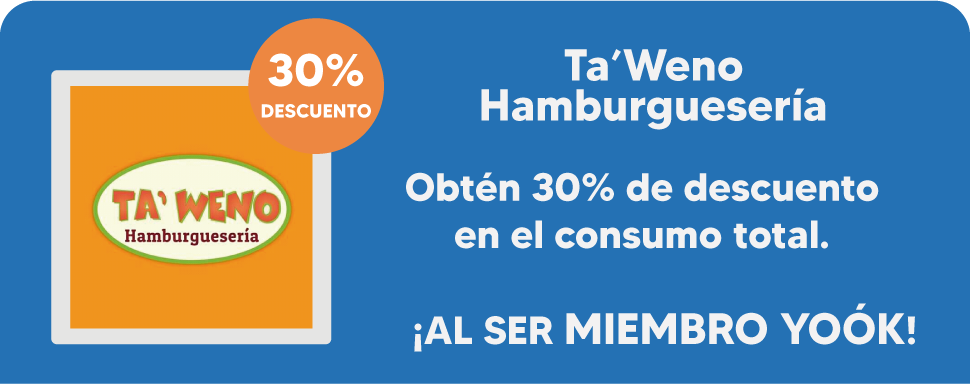 30%
DESCUENTO
TA' WENO
Hamburguesería
Ta'Weno
Hamburguesería
Obtén 30% de descuento
en el consumo total.
¡AL SER MIEMBRO YOÓK!